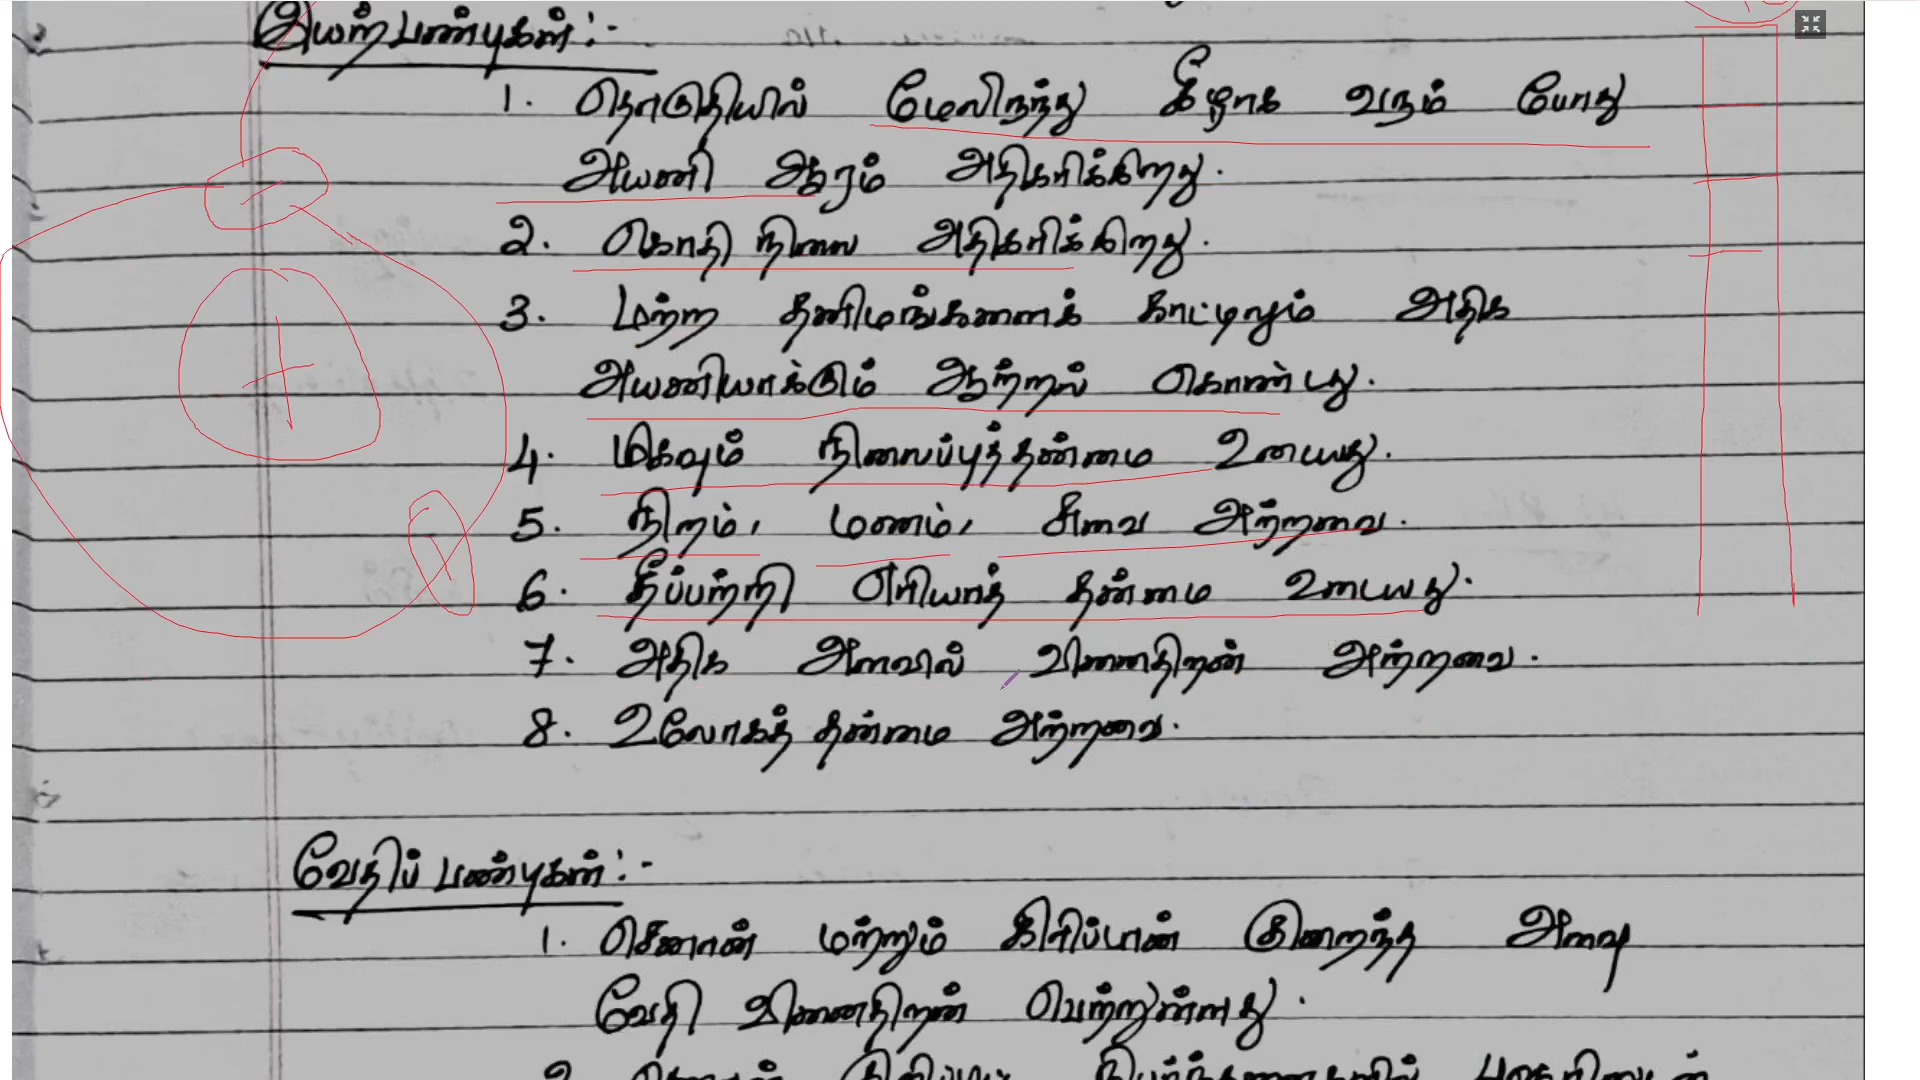 இயற்பண்புகள்:-
1. தொகுதியில் மேலிருந்து கீழாக வரும் போது
அயனி ஆரம் அதிகரிக்கிறது.
2. கொதி நிலை அதிகரிக்கிறது.
3. மற்ற தனிமங்களைக் காட்டிலும் அதிக
அயனியாக்கும் ஆற்றல் கொண்டது.
4. மிகவும் நிலைப்புத்தன்மை உடையது.
5. நிறம், மணம், சுவை அற்றவை.
6. தீப்பற்றி எரியாத் தன்மை உடையது.
7. அதிக அளவில் வினைதிறன் அற்றவை.
8. உலோகத் தன்மை அற்றவை.
வேதிப் பண்புகள்:-
1. செனான் மற்றும் கிரிப்டான் குறைந்த அளவு
வேதி வினைதிறன் பெற்றுள்ளது.